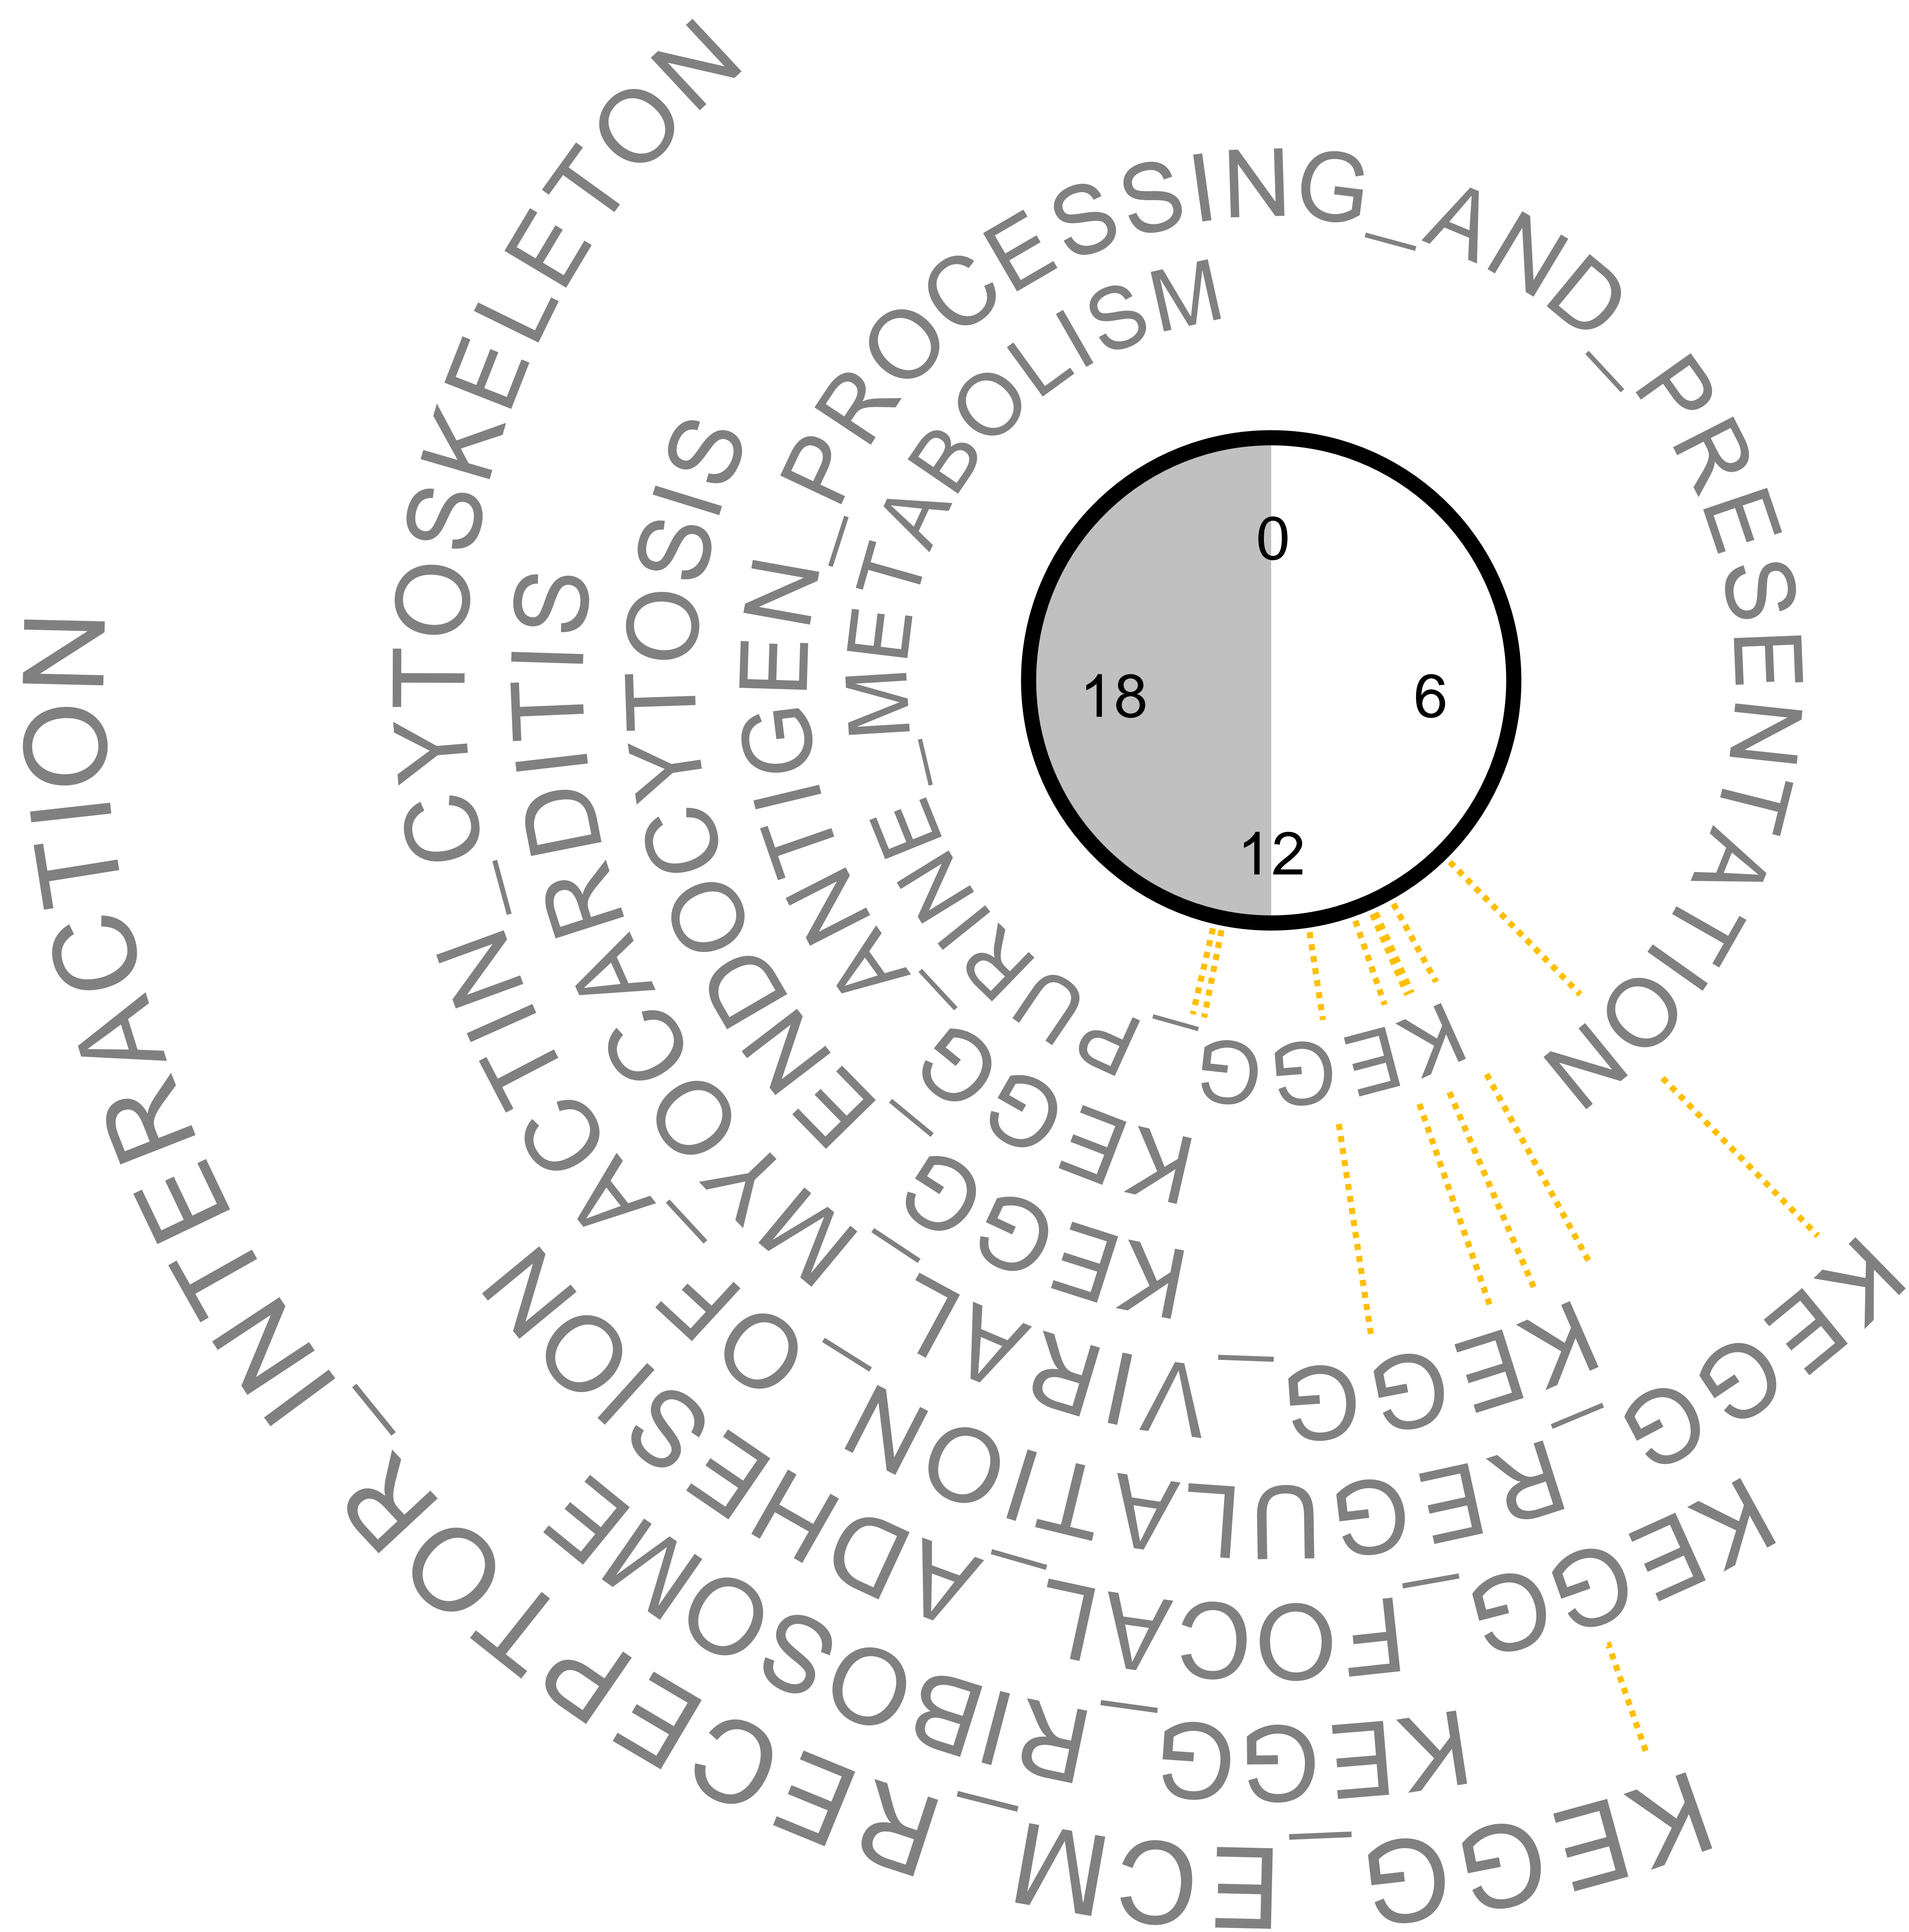 0
6
12
18
KEGG_PURINE_METABOLISM
KEGG_ANTIGEN_PROCESSING_AND_PRESENTATION
KEGG_ENDOCYTOSIS
KEGG_VIRAL_MYOCARDITIS
KEGG_REGULATION_OF_ACTIN_CYTOSKELETON
KEGG_FOCAL_ADHESION
KEGG_RIBOSOME
KEGG_ECM_RECEPTOR_INTERACTION